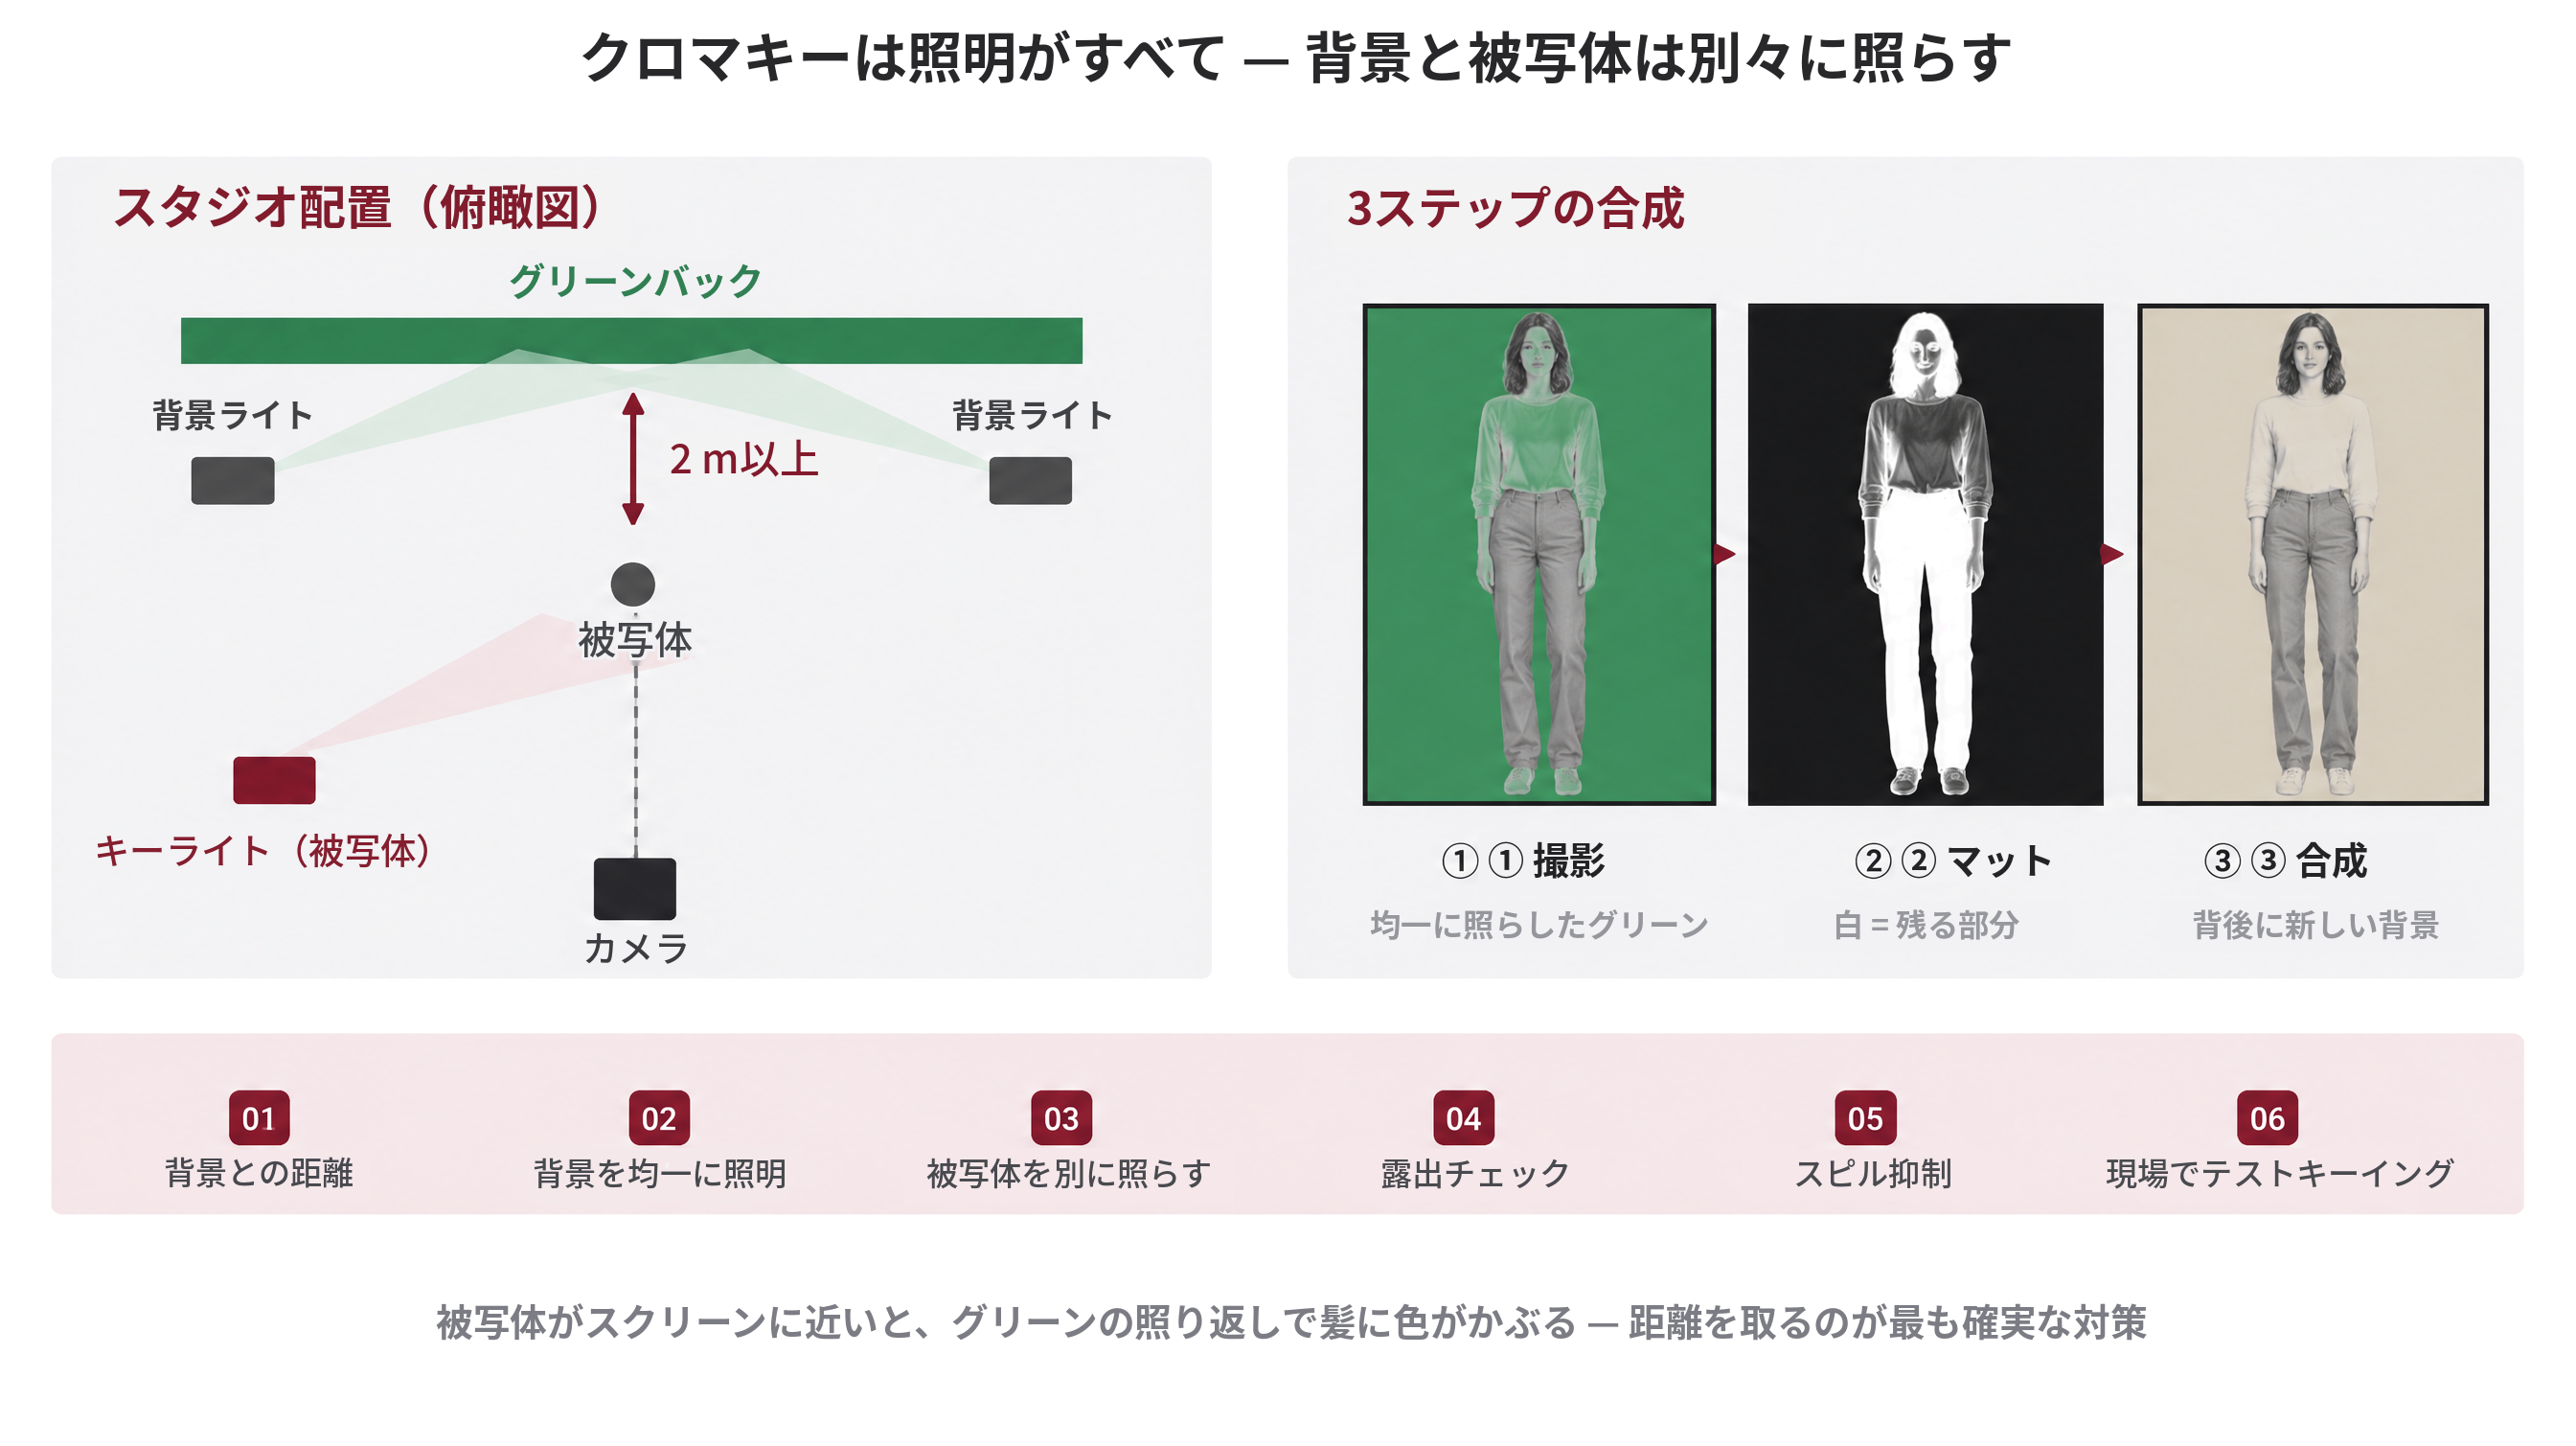 クロマキーは照明がすべて — 背景と被写体は別々に照らす
スタジオ配置（俯瞰図）
グリーンバック
背景ライト
背景ライト
2 m以上
被写体
キーライト（被写体）
カメラ
3ステップの合成
① ① 撮影
② ② マット
③ ③ 合成
均一に照らしたグリーン
白 = 残る部分
背後に新しい背景
01
背景との距離
02
背景を均一に照明
03
被写体を別に照らす
04
露出チェック
05
スピル抑制
06
現場でテストキーイング
被写体がスクリーンに近いと、グリーンの照り返しで髪に色がかぶる — 距離を取るのが最も確実な対策